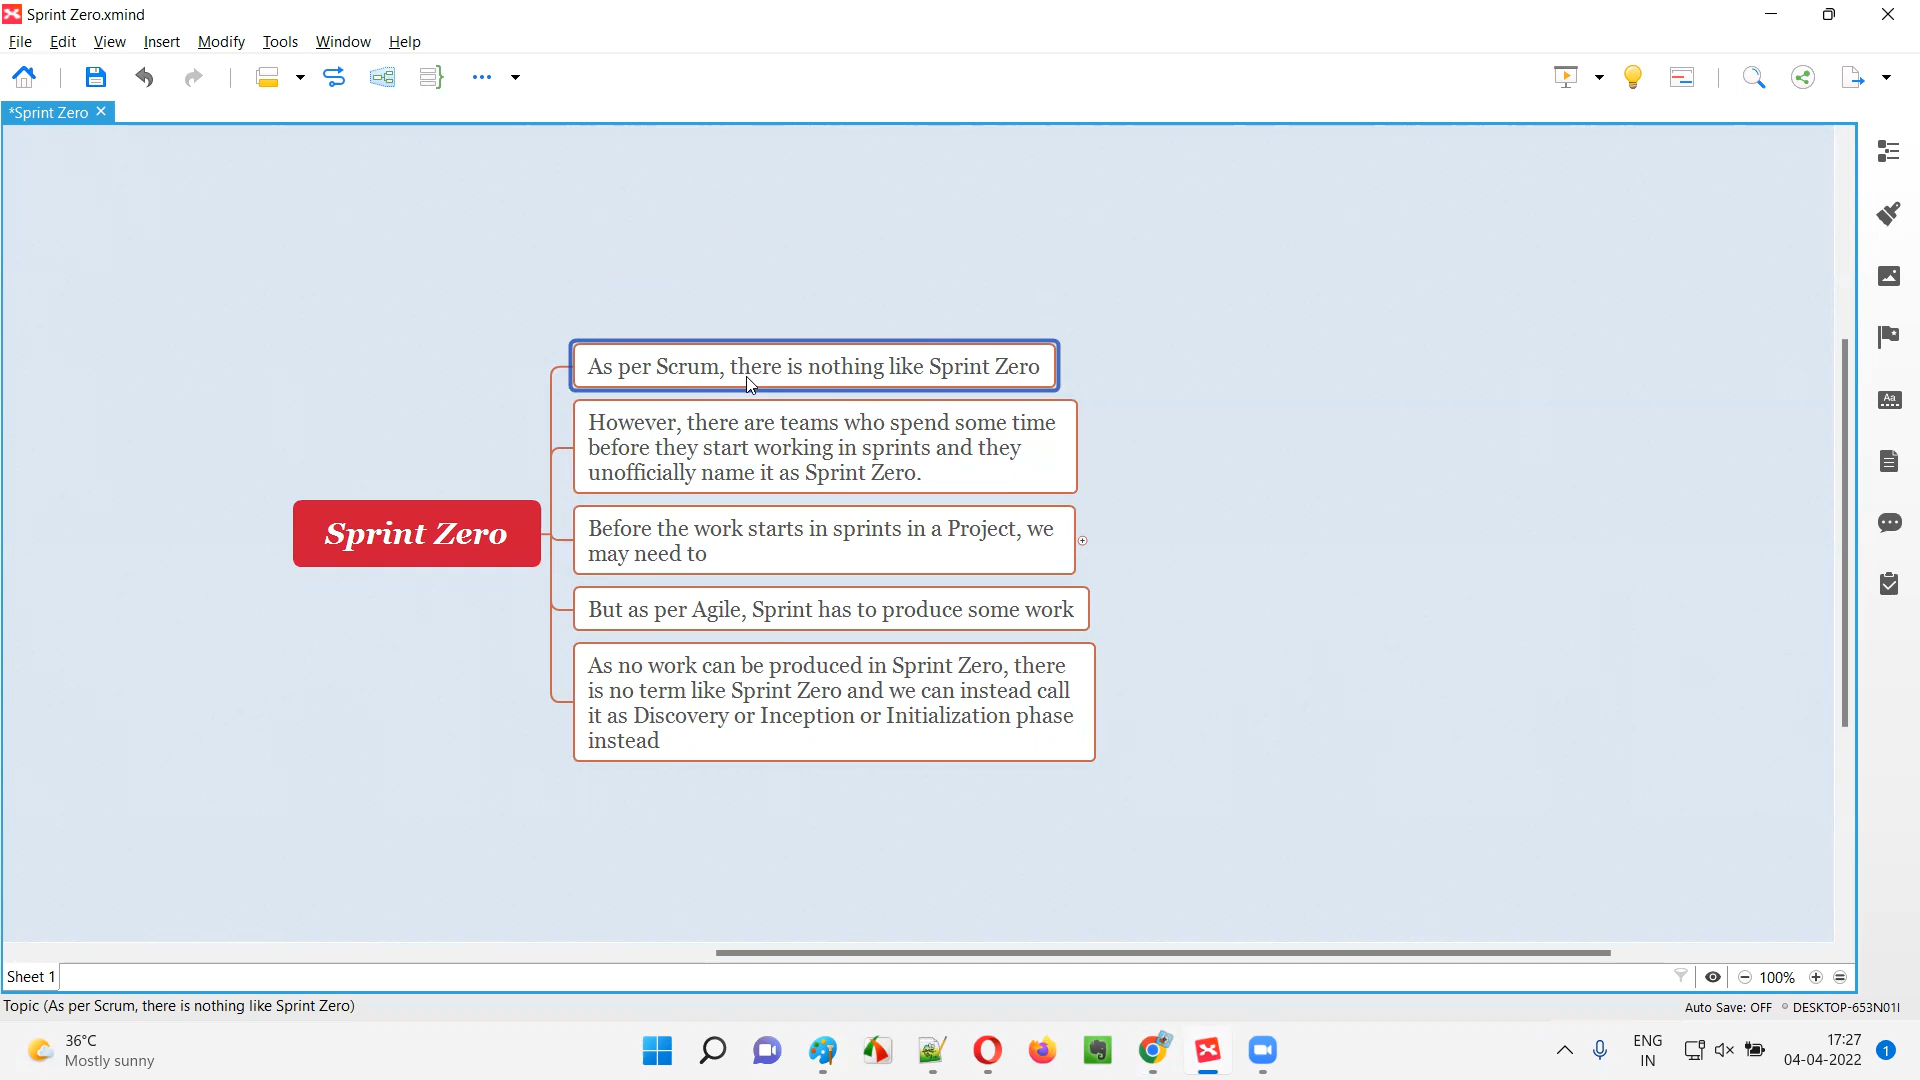 Sprint Zero.xmind
File Edit View Insert Modify Tools Window Help
*Sprint Zero
As per Scrum, there is nothing like Sprint Zero
However, there are teams who spend some time
before they start working in sprints and they
unofficially name it as Sprint Zero.
Sprint Zero
Before the work starts in sprints in a Project, we
may need to
But as per Agile, Sprint has to produce some work
As no work can be produced in Sprint Zero, there
is no term like Sprint Zero and we can instead call
it as Discovery or Inception or Initialization phase
instead
Aa
Sheet 1
100%
Topic (As per Scrum, there is nothing like Sprint Zero)
Auto Save: OFF DESKTOP-653N01I
36°C
Mostly sunny
ENG
IN
17:27
04-04-2022
1